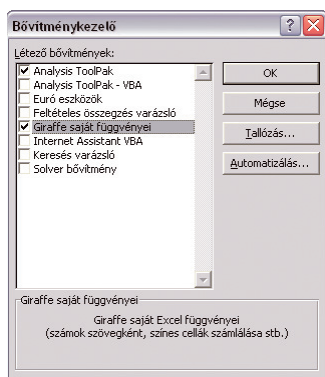 Bővítménykezelő
Létező bővítmények:
Analysis ToolPak
Analysis ToolPak - VBA
Euró eszközök
Feltételes összegzés varázsló
Giraffe saját függvényei
Internet Assistant VBA
Keresés varázsló
Solver bővítmény
OK
Mégse
Tallózás...
Automatizálás...
Giraffe saját függvényei
Giraffe saját Excel függvényei
(számok szövegként, színes cellák számlálása stb.)